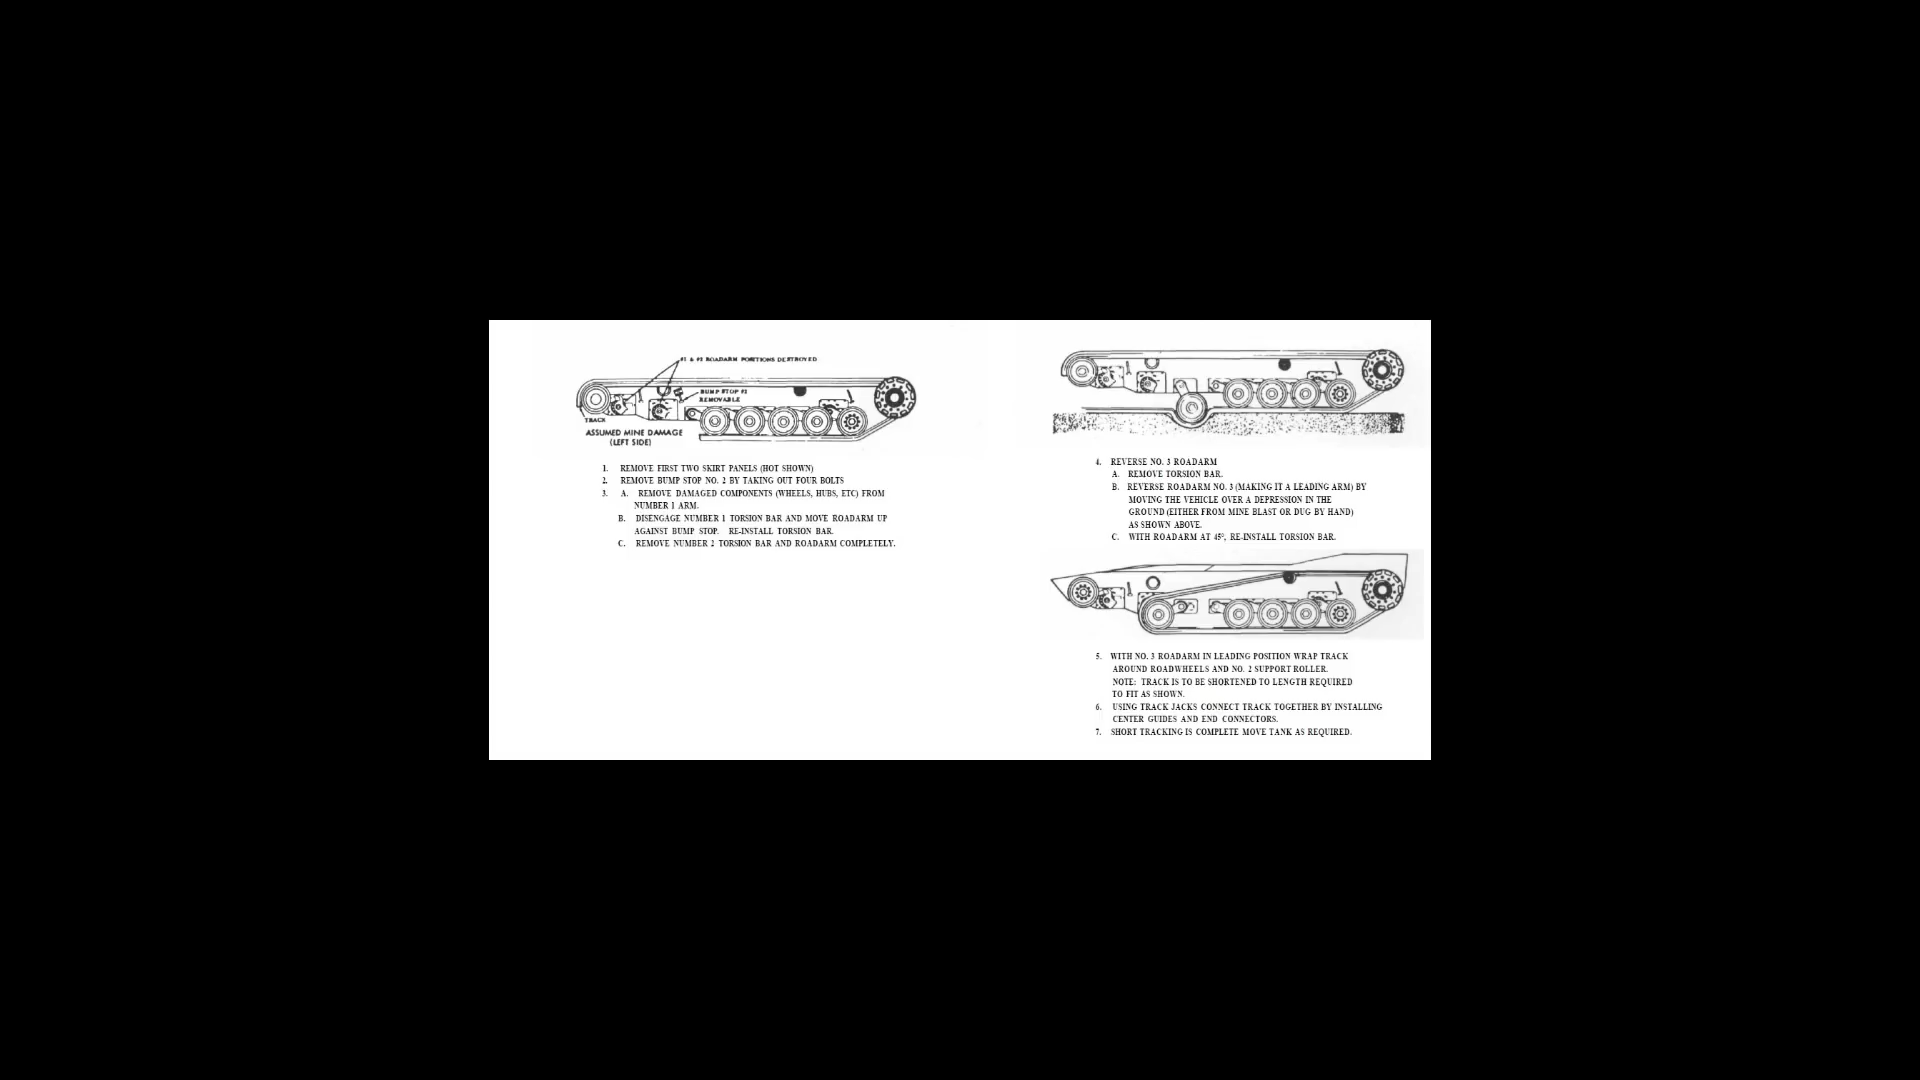 #1 & #2 ROADARM POSITIONS DESTROYED
BUMP STOP #2
REMOVABLE
TRACK
ASSUMED MINE DAMAGE
(LEFT SIDE)
1. REMOVE FIRST TWO SKIRT PANELS (HOT SHOWN)
2. REMOVE BUMP STOP NO. 2 BY TAKING OUT FOUR BOLTS
3. A. REMOVE DAMAGED COMPONENTS (WHEELS, HUBS, ETC) FROM
NUMBER 1 ARM.
B. DISENGAGE NUMBER 1 TORSION BAR AND MOVE ROADARM UP
AGAINST BUMP STOP. RE-INSTALL TORSION BAR.
C. REMOVE NUMBER 2 TORSION BAR AND ROADARM COMPLETELY.
4. REVERSE NO. 3 ROADARM
A. REMOVE TORSION BAR.
B. REVERSE ROADARM NO. 3 (MAKING IT A LEADING ARM) BY
MOVING THE VEHICLE OVER A DEPRESSION IN THE
GROUND (EITHER FROM MINE BLAST OR DUG BY HAND)
AS SHOWN ABOVE.
C. WITH ROADARM AT 45°, RE-INSTALL TORSION BAR.
5. WITH NO. 3 ROADARM IN LEADING POSITION WRAP TRACK
AROUND ROADWHEELS AND NO. 2 SUPPORT ROLLER.
NOTE: TRACK IS TO BE SHORTENED TO LENGTH REQUIRED
TO FIT AS SHOWN.
6. USING TRACK JACKS CONNECT TRACK TOGETHER BY INSTALLING
CENTER GUIDES AND END CONNECTORS.
7. SHORT TRACKING IS COMPLETE MOVE TANK AS REQUIRED.